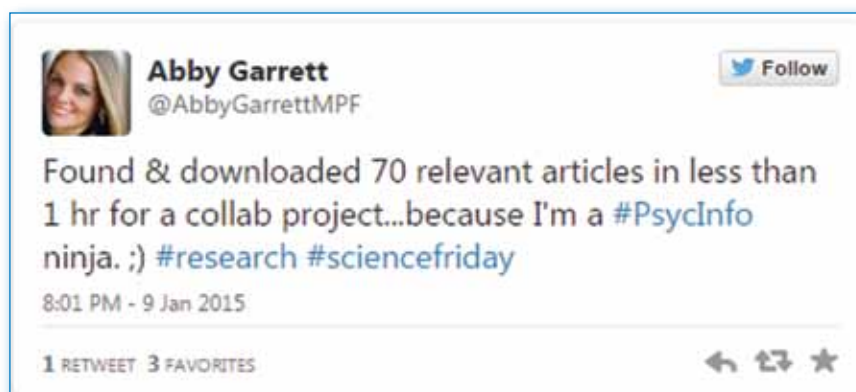 Abby Garrett
@AbbyGarrettMPF
Follow
Found & downloaded 70 relevant articles in less than
1 hr for a collab project...because I'm a #PsycInfo
ninja. ;) #research #sciencefriday
8:01 PM - 9 Jan 2015
1 RETWEET 3 FAVORITES